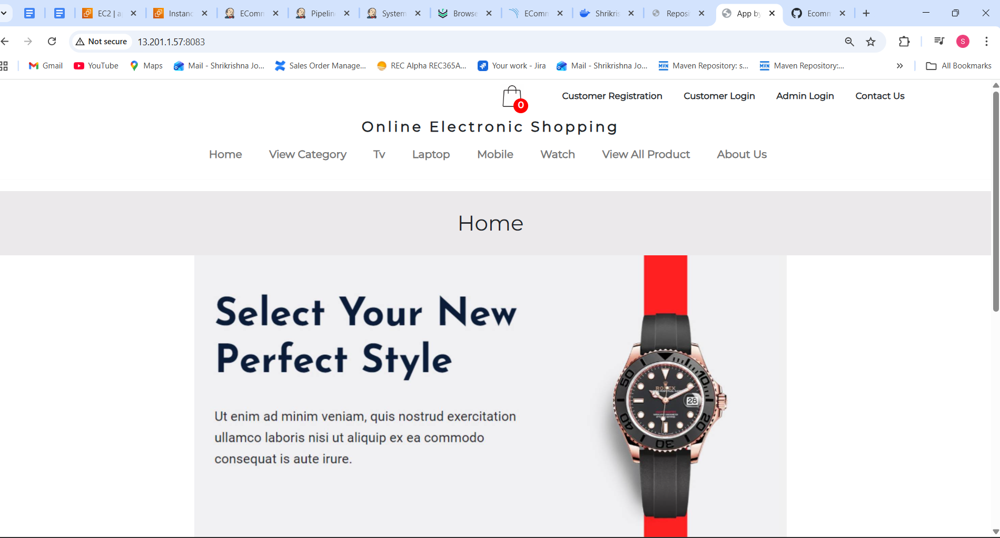 EC2 | a
Instanc
EComn
Pipelin
System
Browse
EComn
Shrikris
Reposi
App by
Ecomn
Not secure 13.201.1.57:8083
S
Gmail YouTube Maps Mail - Shrikrishna Jo... Sales Order Manage... REC Alpha REC365A... Your work - Jira Mail - Shrikrishna Jo... Maven Repository: s... Maven Repository:... » All Bookmarks
0 Customer Registration Customer Login Admin Login Contact Us
Online Electronic Shopping
Home View Category Tv Laptop Mobile Watch View All Product About Us
Home
Select Your New
Perfect Style
Ut enim ad minim veniam, quis nostrud exercitation
ullamco laboris nisi ut aliquip ex ea commodo
consequat is aute irure.
ROLEX
28
10
20
30
40
50